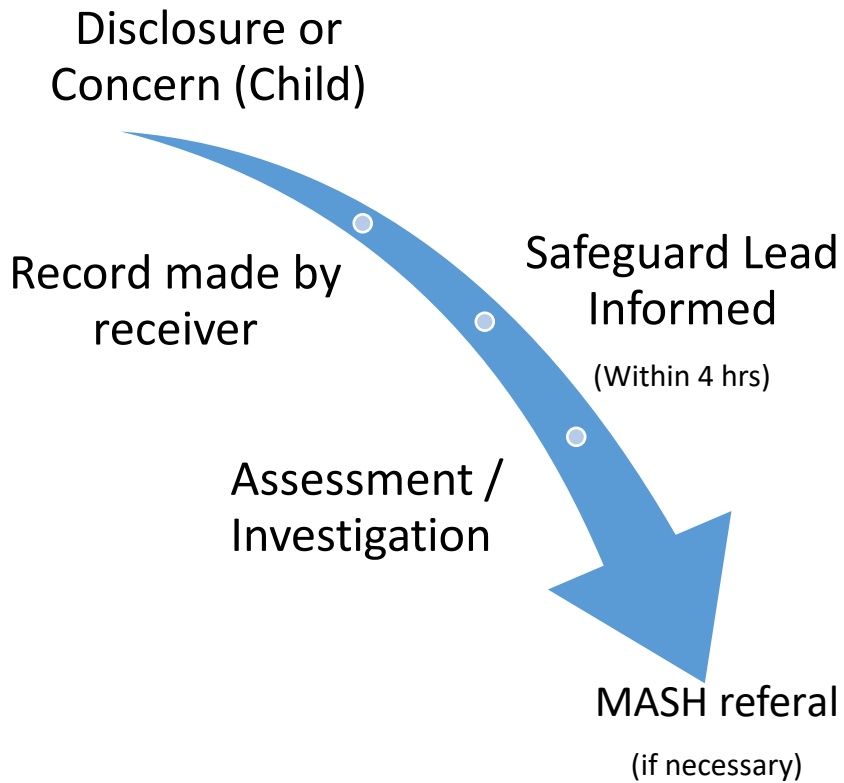 Disclosure or
Concern (Child)
Record made by
receiver
Safeguard Lead
Informed
(Within 4 hrs)
Assessment /
Investigation
MASH referal
(if necessary)